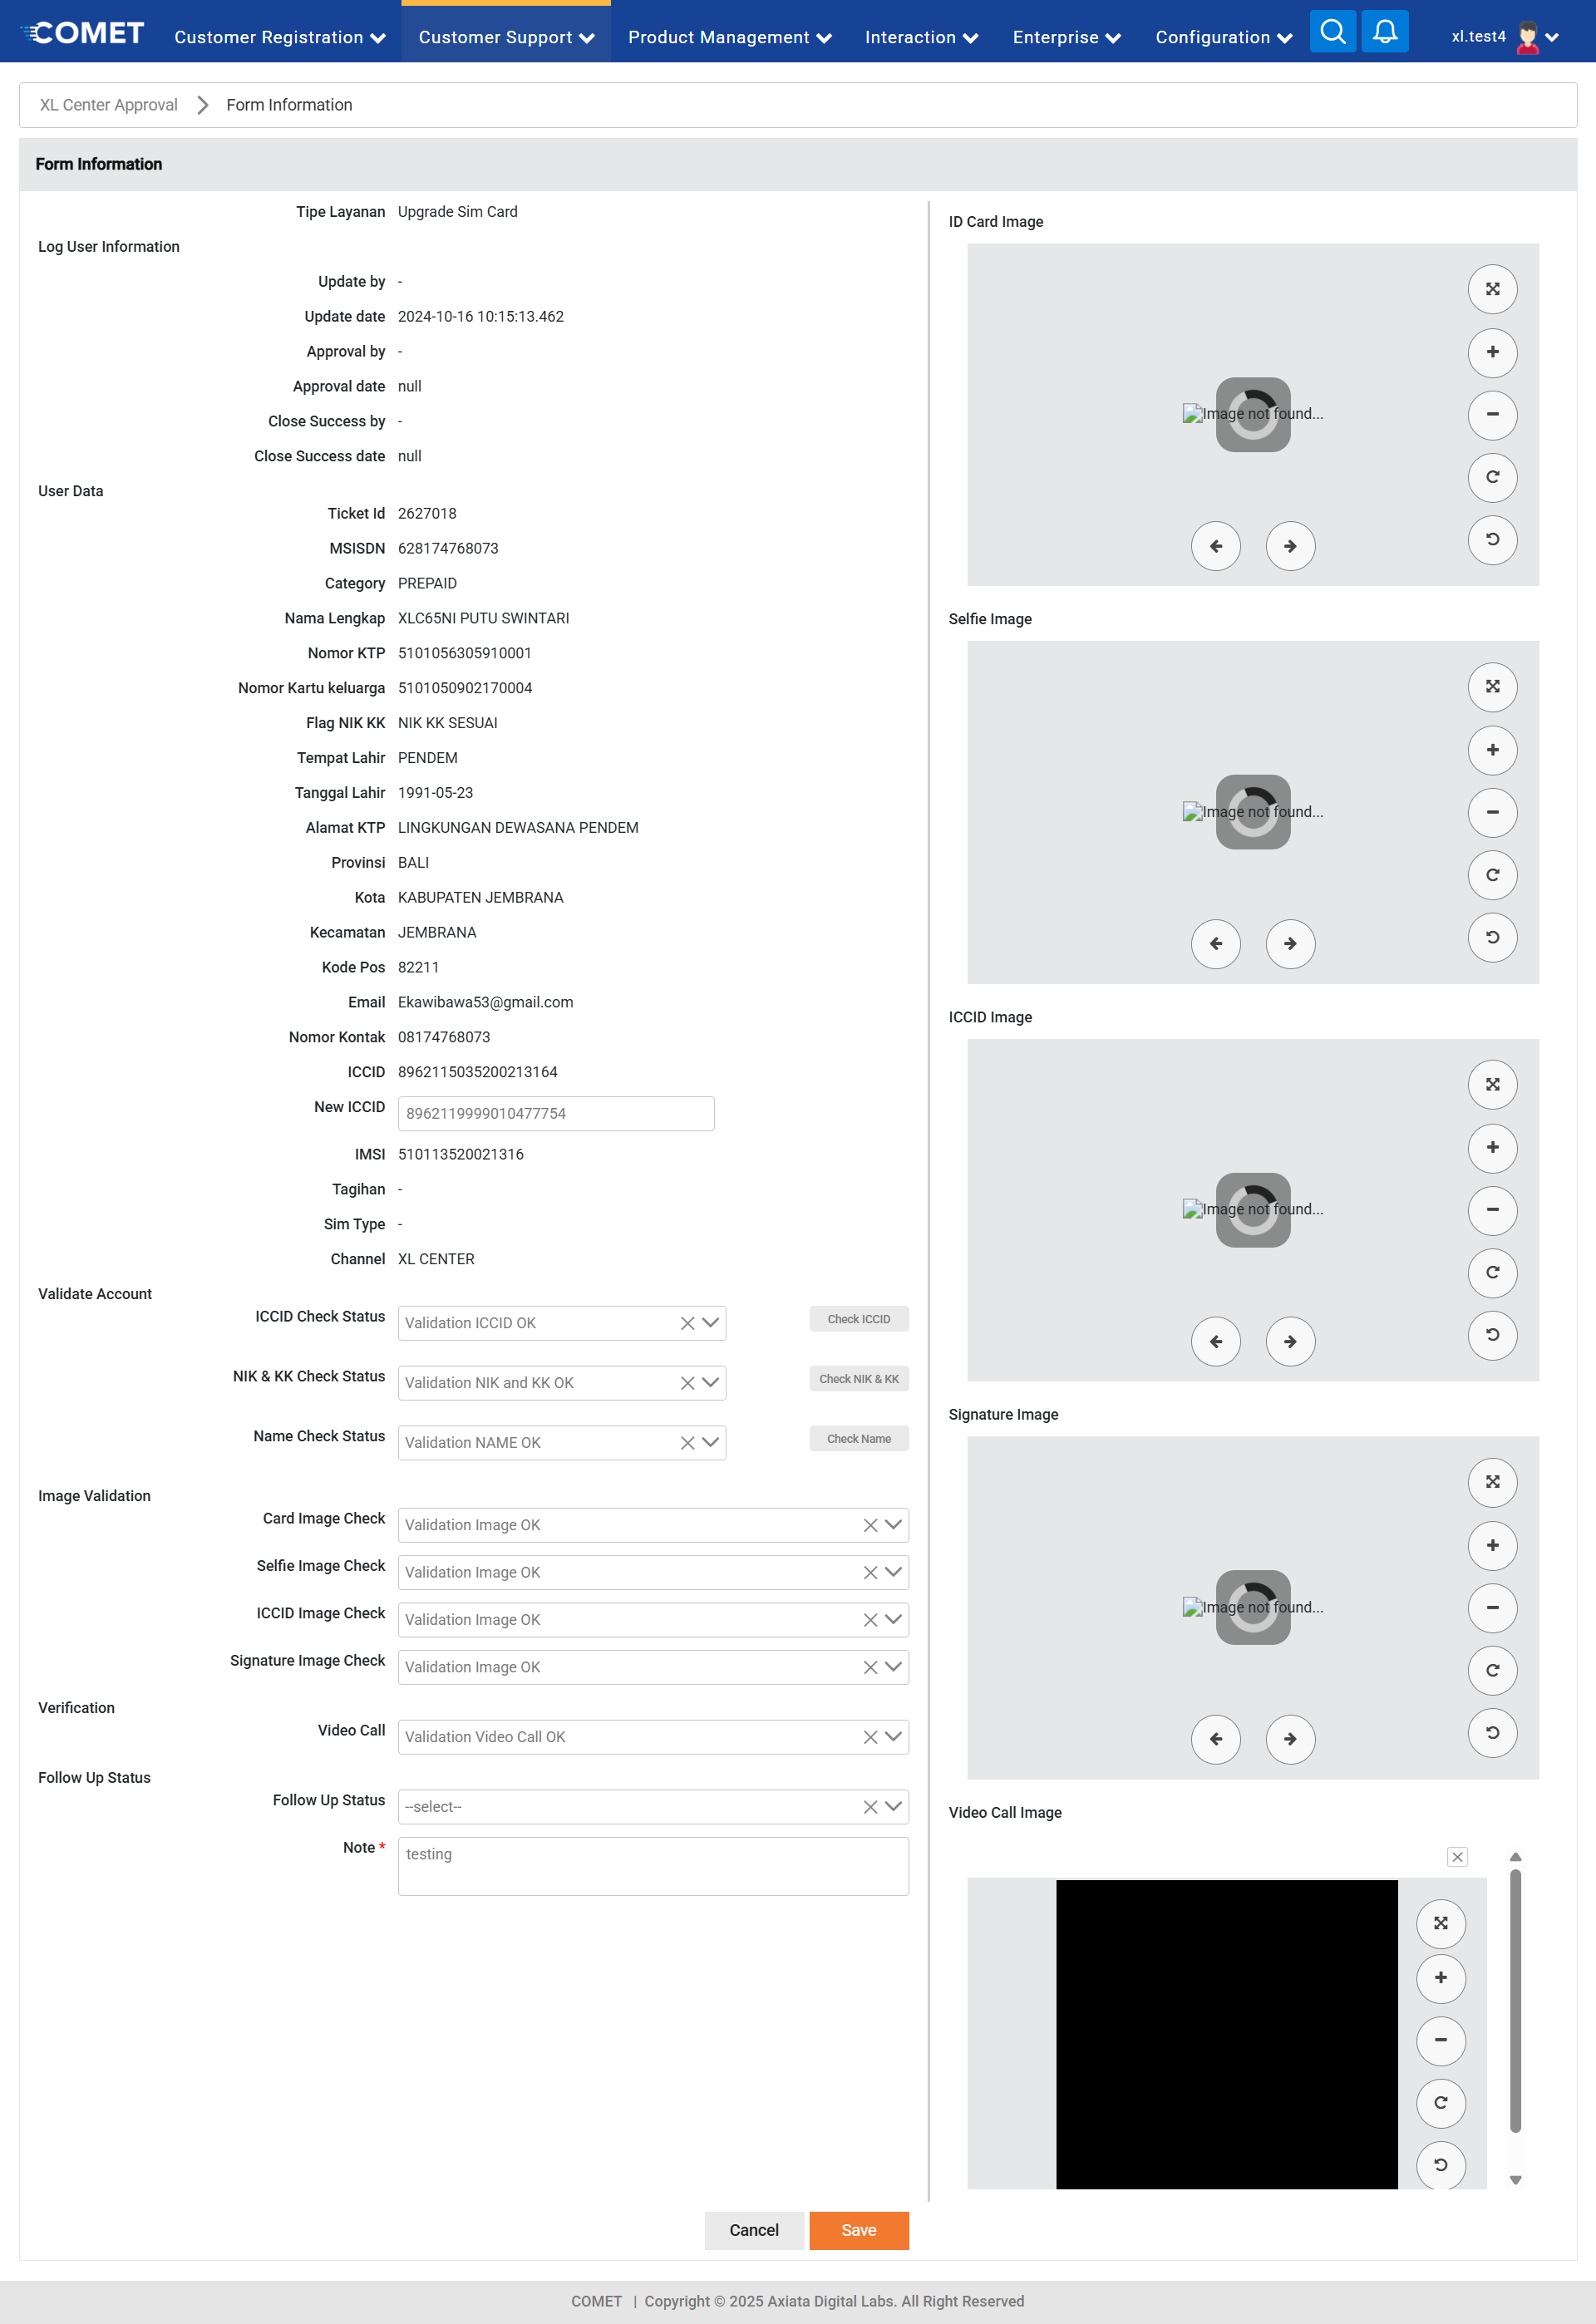 COMET
Customer Registration
Customer Support
Product Management
Interaction
Enterprise
Configuration
xl.test4
XL Center Approval
Form Information
Form Information
Tipe Layanan Upgrade Sim Card
Log User Information
Update by -
Update date 2024-10-16 10:15:13.462
Approval by -
Approval date null
Close Success by -
Close Success date null
User Data
Ticket Id 2627018
MSISDN 628174768073
Category PREPAID
Nama Lengkap XLC65NI PUTU SWINTARI
Nomor KTP 5101056305910001
Nomor Kartu keluarga 5101050902170004
Flag NIK KK NIK KK SESUAI
Tempat Lahir PENDEM
Tanggal Lahir 1991-05-23
Alamat KTP LINGKUNGAN DEWASANA PENDEM
Provinsi BALI
Kota KABUPATEN JEMBRANA
Kecamatan JEMBRANA
Kode Pos 82211
Email Ekawibawa53@gmail.com
Nomor Kontak 08174768073
ICCID 8962115035200213164
New ICCID 8962119999010477754
IMSI 510113520021316
Tagihan -
Sim Type -
Channel XL CENTER
Validate Account
ICCID Check Status Validation ICCID OK Check ICCID
NIK & KK Check Status Validation NIK and KK OK Check NIK & KK
Name Check Status Validation NAME OK Check Name
Image Validation
Card Image Check Validation Image OK
Selfie Image Check Validation Image OK
ICCID Image Check Validation Image OK
Signature Image Check Validation Image OK
Verification
Video Call Validation Video Call OK
Follow Up Status
Follow Up Status --select--
Note * testing
ID Card Image
Image not found...
Selfie Image
Image not found...
ICCID Image
Image not found...
Signature Image
Image not found...
Video Call Image
Cancel
Save
COMET | Copyright © 2025 Axiata Digital Labs. All Right Reserved